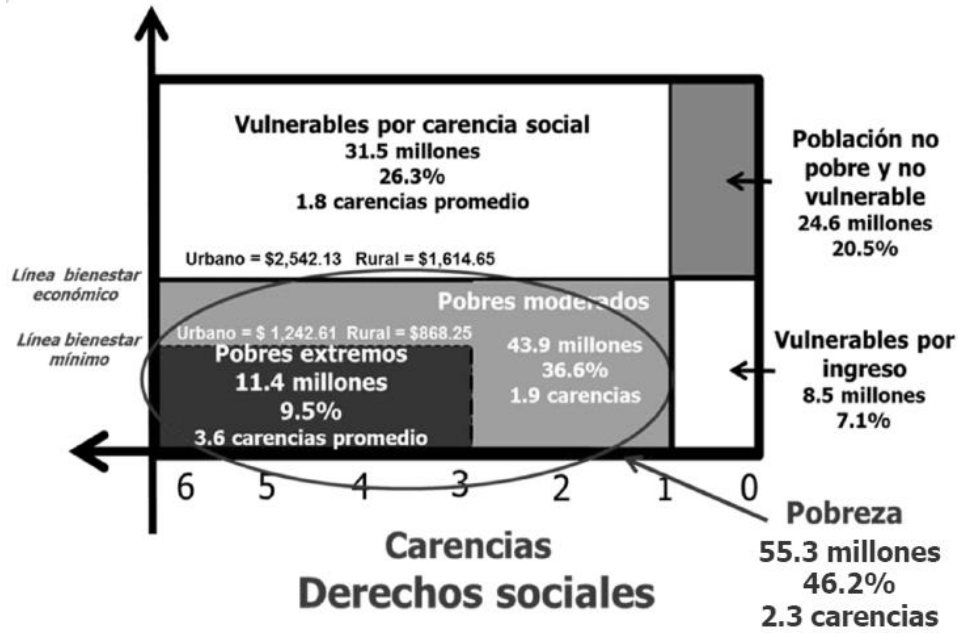 Vulnerables por carencia social
31.5 millones
26.3%
1.8 carencias promedio
Urbano = $2,542.13 Rural = $1,614.65
Población no
pobre y no
vulnerable
24.6 millones
20.5%
Línea bienestar
económico
Pobres moderados
43.9 millones
36.6%
1.9 carencias
Línea bienestar
mínimo
Urbano = $ 1,242.61 Rural = $868.25
Pobres extremos
11.4 millones
9.5%
3.6 carencias promedio
Vulnerables por
ingreso
8.5 millones
7.1%
6 5 4 3 2 1 0
Carencias
Derechos sociales
Pobreza
55.3 millones
46.2%
2.3 carencias